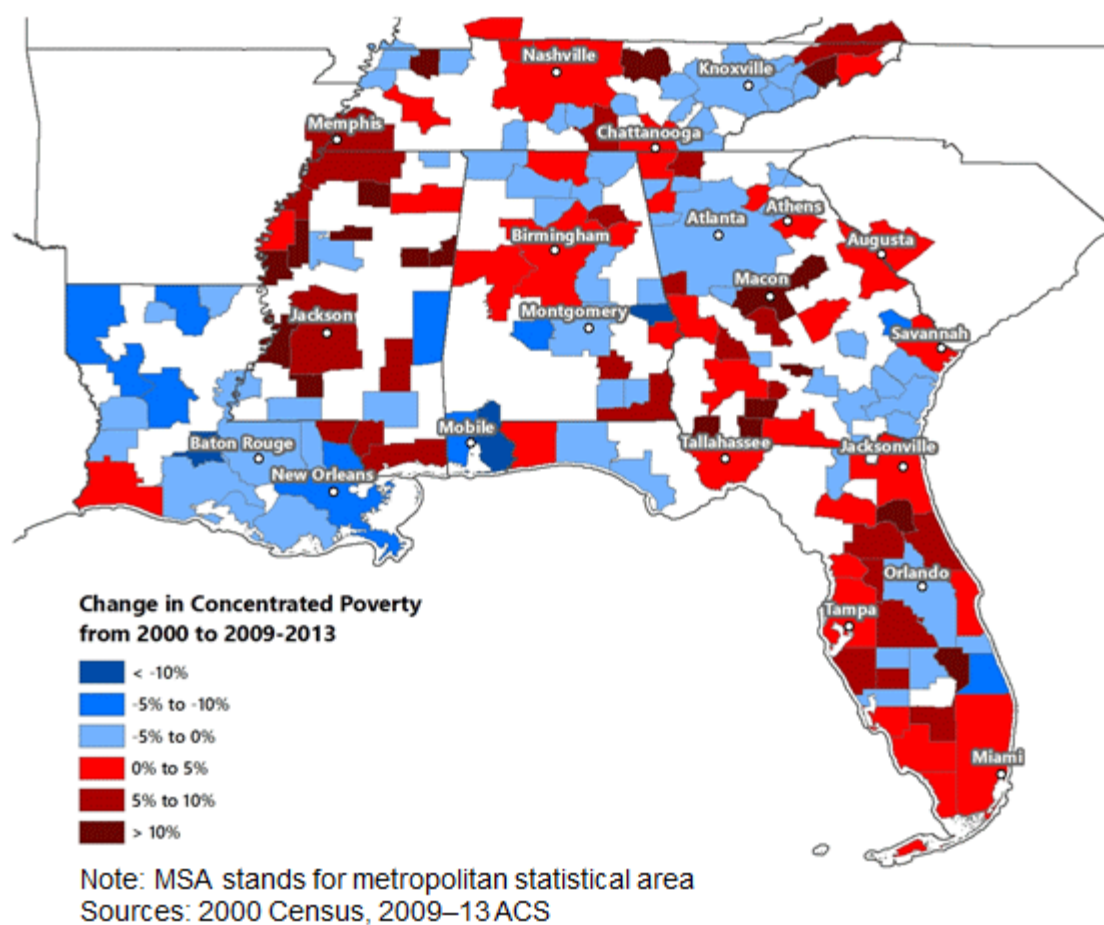 Nashville
Knoxville
Memphis
Chattanooga
Atlanta
Athens
Birmingham
Augusta
Macon
Jackson
Montgomery
Savannah
Mobile
Baton Rouge
Tallahassee
Jacksonville
New Orleans
Orlando
Tampa
Miami
Change in Concentrated Poverty
from 2000 to 2009-2013
< -10%
-5% to -10%
-5% to 0%
0% to 5%
5% to 10%
> 10%
Note: MSA stands for metropolitan statistical area
Sources: 2000 Census, 2009–13 ACS